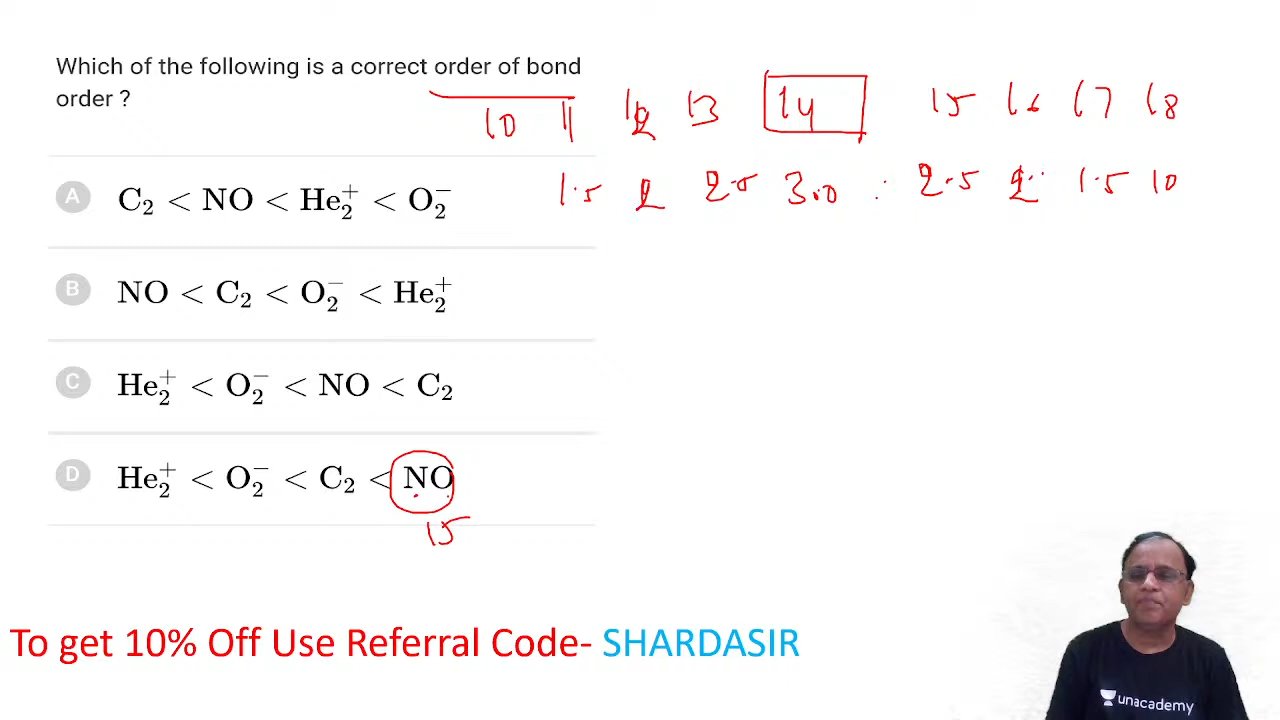 Which of the following is a correct order of bond
order ?
10 11 12 13 14 15 16 17 18
1.5 2 2.5 3.0 2.5 2 1.5 10
A C₂ < NO < He₂⁺ < O₂⁻
B NO < C₂ < O₂⁻ < He₂⁺
C He₂⁺ < O₂⁻ < NO < C₂
D He₂⁺ < O₂⁻ < C₂ < NO
15
To get 10% Off Use Referral Code- SHARDASIR
unacademy